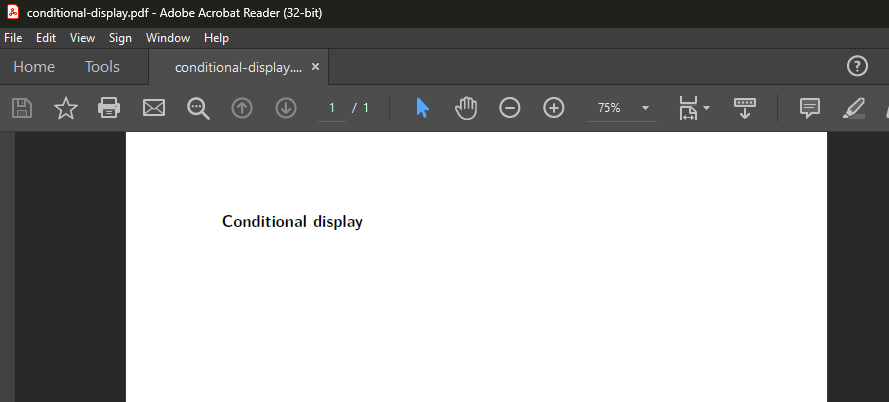 conditional-display.pdf - Adobe Acrobat Reader (32-bit)
File Edit View Sign Window Help
Home Tools conditional-display.... ×
1 / 1 75%
Conditional display